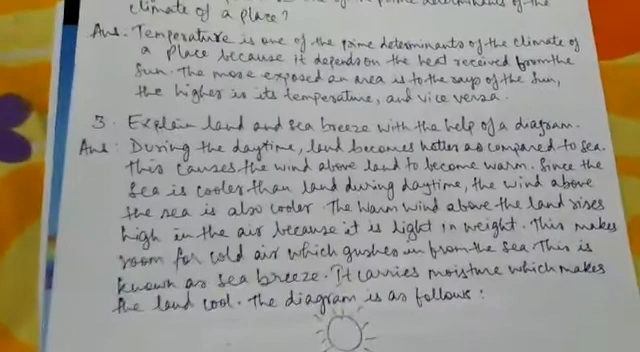 climate of a place?
Ans. Temperature is one of the prime determinants of the climate of
a place because it depends on the heat received from the
Sun. The more exposed an area is to the rays of the Sun,
the higher is its temperature, and vice versa.
3. Explain land and sea breeze with the help of a diagram.
Ans: During the daytime, land becomes hotter as compared to sea.
This causes the wind above land to become warm. Since the
sea is cooler than land during daytime, the wind above
the sea is also cooler. The warm wind above the land rises
high in the air because it is light in weight. This makes
room for cold air which gushes in from the sea. This is
known as sea breeze. It carries moisture which makes
the land cool. The diagram is as follows: